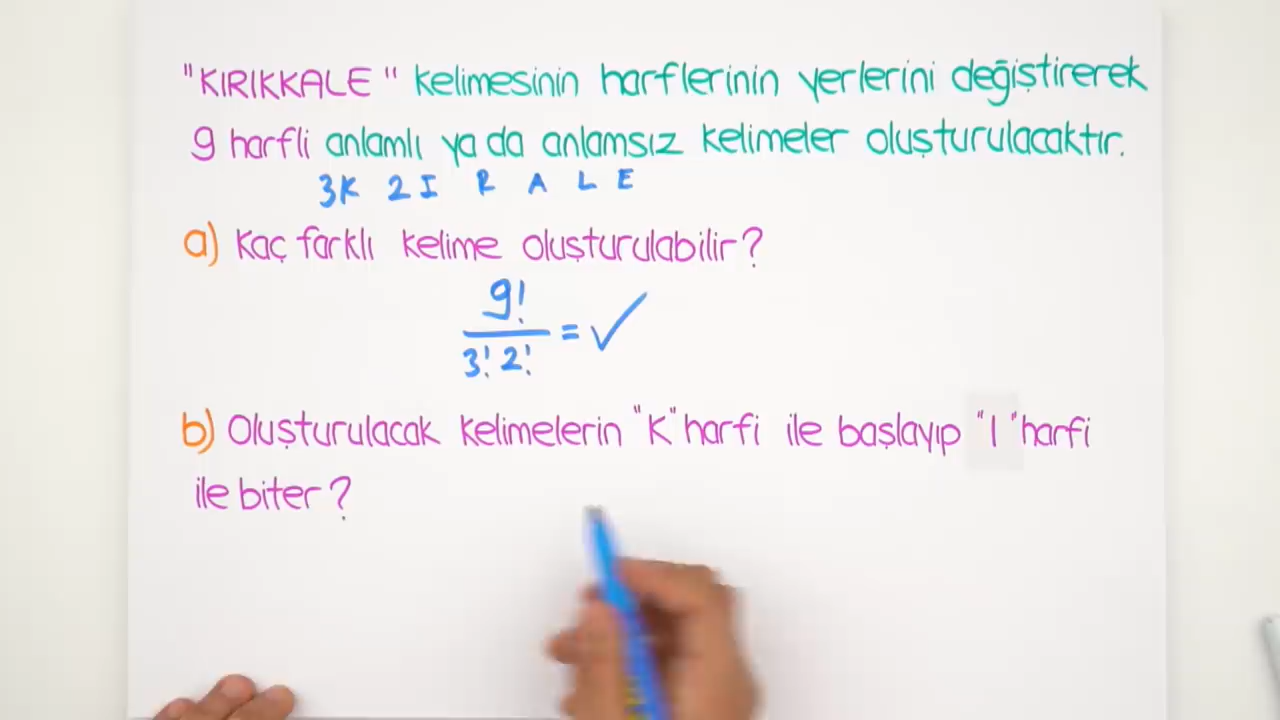 "KIRIKKALE" kelimesinin harflerinin yerlerini değiştirerek
9 harfli anlamlı ya da anlamsız kelimeler oluşturulacaktır.
3K 2I R A L E
a) Kaç farklı kelime oluşturulabilir?
9!
3! 2! = ✓
b) Oluşturulacak kelimelerin "K" harfi ile başlayıp "I" harfi
ile biter?